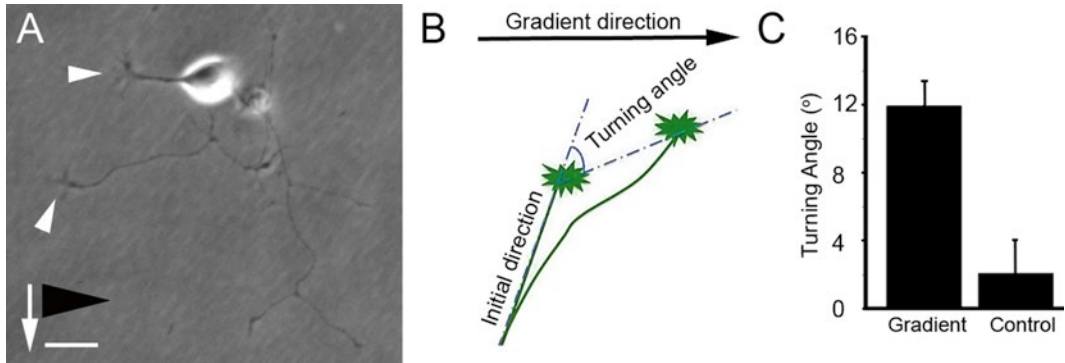 A
B
Gradient direction
Turning angle
Initial direction
C
Turning Angle (°)
16
12
8
4
0
Gradient
Control